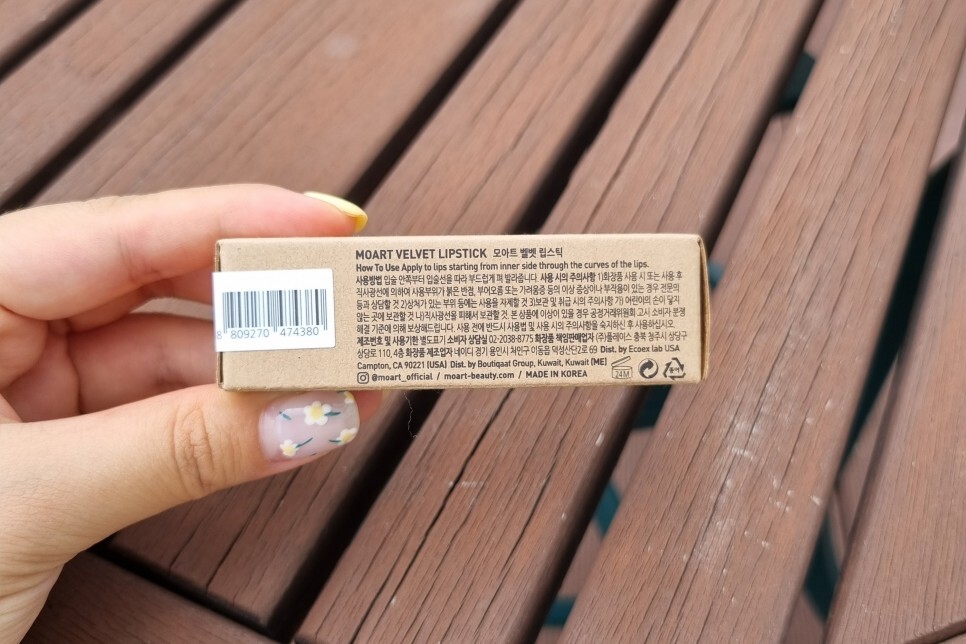 MOART VELVET LIPSTICK 모아트 벨벳 립스틱
How To Use Apply to lips starting from inner side through the curves of the lips.
사용방법 입술 안쪽부터 입술선을 따라 부드럽게 펴 발라줍니다. 사용 시의 주의사항 1)화장품 사용 시 또는 사용 후
직사광선에 의하여 사용부위가 붉은 반점, 부어오름 또는 가려움증 등의 이상 증상이나 부작용이 있는 경우 전문의
등과 상담할 것 2)상처가 있는 부위 등에는 사용을 자제할 것 3)보관 및 취급 시의 주의사항 가) 어린이의 손이 닿지
않는 곳에 보관할 것 나)직사광선을 피해서 보관할 것. 본 상품에 이상이 있을 경우 공정거래위원회 고시 소비자 분쟁
해결 기준에 의해 보상해드립니다. 사용 전에 반드시 사용법 및 사용 시의 주의사항을 숙지하신 후 사용하십시오.
제조번호 및 사용기한 별도표기 소비자 상담실 02-2038-8775 화장품 책임판매업자 (주)플레이스 충북 청주시 상당구
상당로 110, 4층 화장품 제조업자 네이디 경기 용인시 처인구 이동읍 덕성산단2로 69 Dist. by Ecoex lab USA
Campton, CA 90221 (USA) Dist. by Boutiqaat Group, Kuwait, Kuwait (ME)
@moart_official / moart-beauty.com / MADE IN KOREA
24M
8 809270 474380